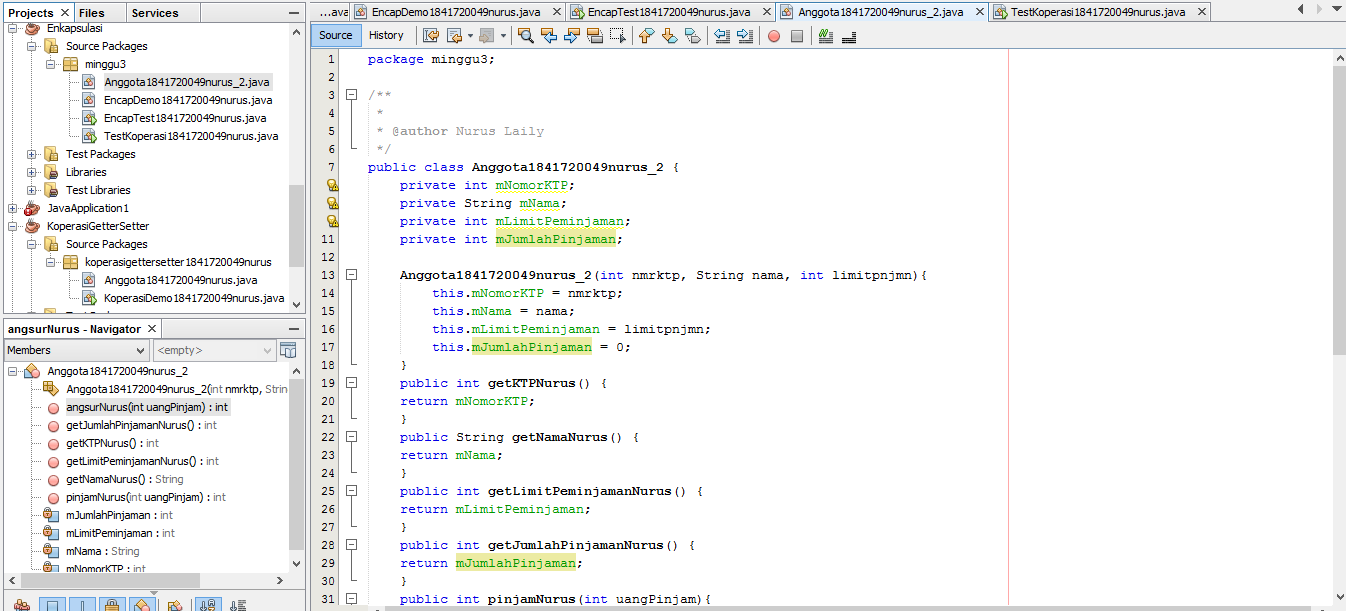 Projects Files Services
Enkapsulasi
Source Packages
minggu3
Anggota1841720049nurus_2.java
EncapDemo1841720049nurus.java
EncapTest1841720049nurus.java
TestKoperasi1841720049nurus.java
Test Packages
Libraries
Test Libraries
JavaApplication1
KoperasiGetterSetter
Source Packages
koperasigettersetter1841720049nurus
Anggota1841720049nurus.java
KoperasiDemo1841720049nurus.java
angsurNurus - Navigator
Members <empty>
Anggota1841720049nurus_2
Anggota1841720049nurus_2(int nmrktp, Strin
angsurNurus(int uangPinjam) : int
getJumlahPinjamanNurus() : int
getKTPNurus() : int
getLimitPeminjamanNurus() : int
getNamaNurus() : String
pinjamNurus(int uangPinjam) : int
mJumlahPinjaman : int
mLimitPeminjaman : int
mNama : String
mNomorKTP : int
...ava EncapDemo1841720049nurus.java EncapTest1841720049nurus.java Anggota1841720049nurus_2.java TestKoperasi1841720049nurus.java
Source History
1 package minggu3;
2
3 /**
4 *
5 * @author Nurus Laily
6 */
7 public class Anggota1841720049nurus_2 {
private int mNomorKTP;
private String mNama;
private int mLimitPeminjaman;
11 private int mJumlahPinjaman;
12
13 Anggota1841720049nurus_2(int nmrktp, String nama, int limitpnjmn){
14 this.mNomorKTP = nmrktp;
15 this.mNama = nama;
16 this.mLimitPeminjaman = limitpnjmn;
17 this.mJumlahPinjaman = 0;
18 }
19 public int getKTPNurus() {
20 return mNomorKTP;
21 }
22 public String getNamaNurus() {
23 return mNama;
24 }
25 public int getLimitPeminjamanNurus() {
26 return mLimitPeminjaman;
27 }
28 public int getJumlahPinjamanNurus() {
29 return mJumlahPinjaman;
30 }
31 public int pinjamNurus(int uangPinjam){